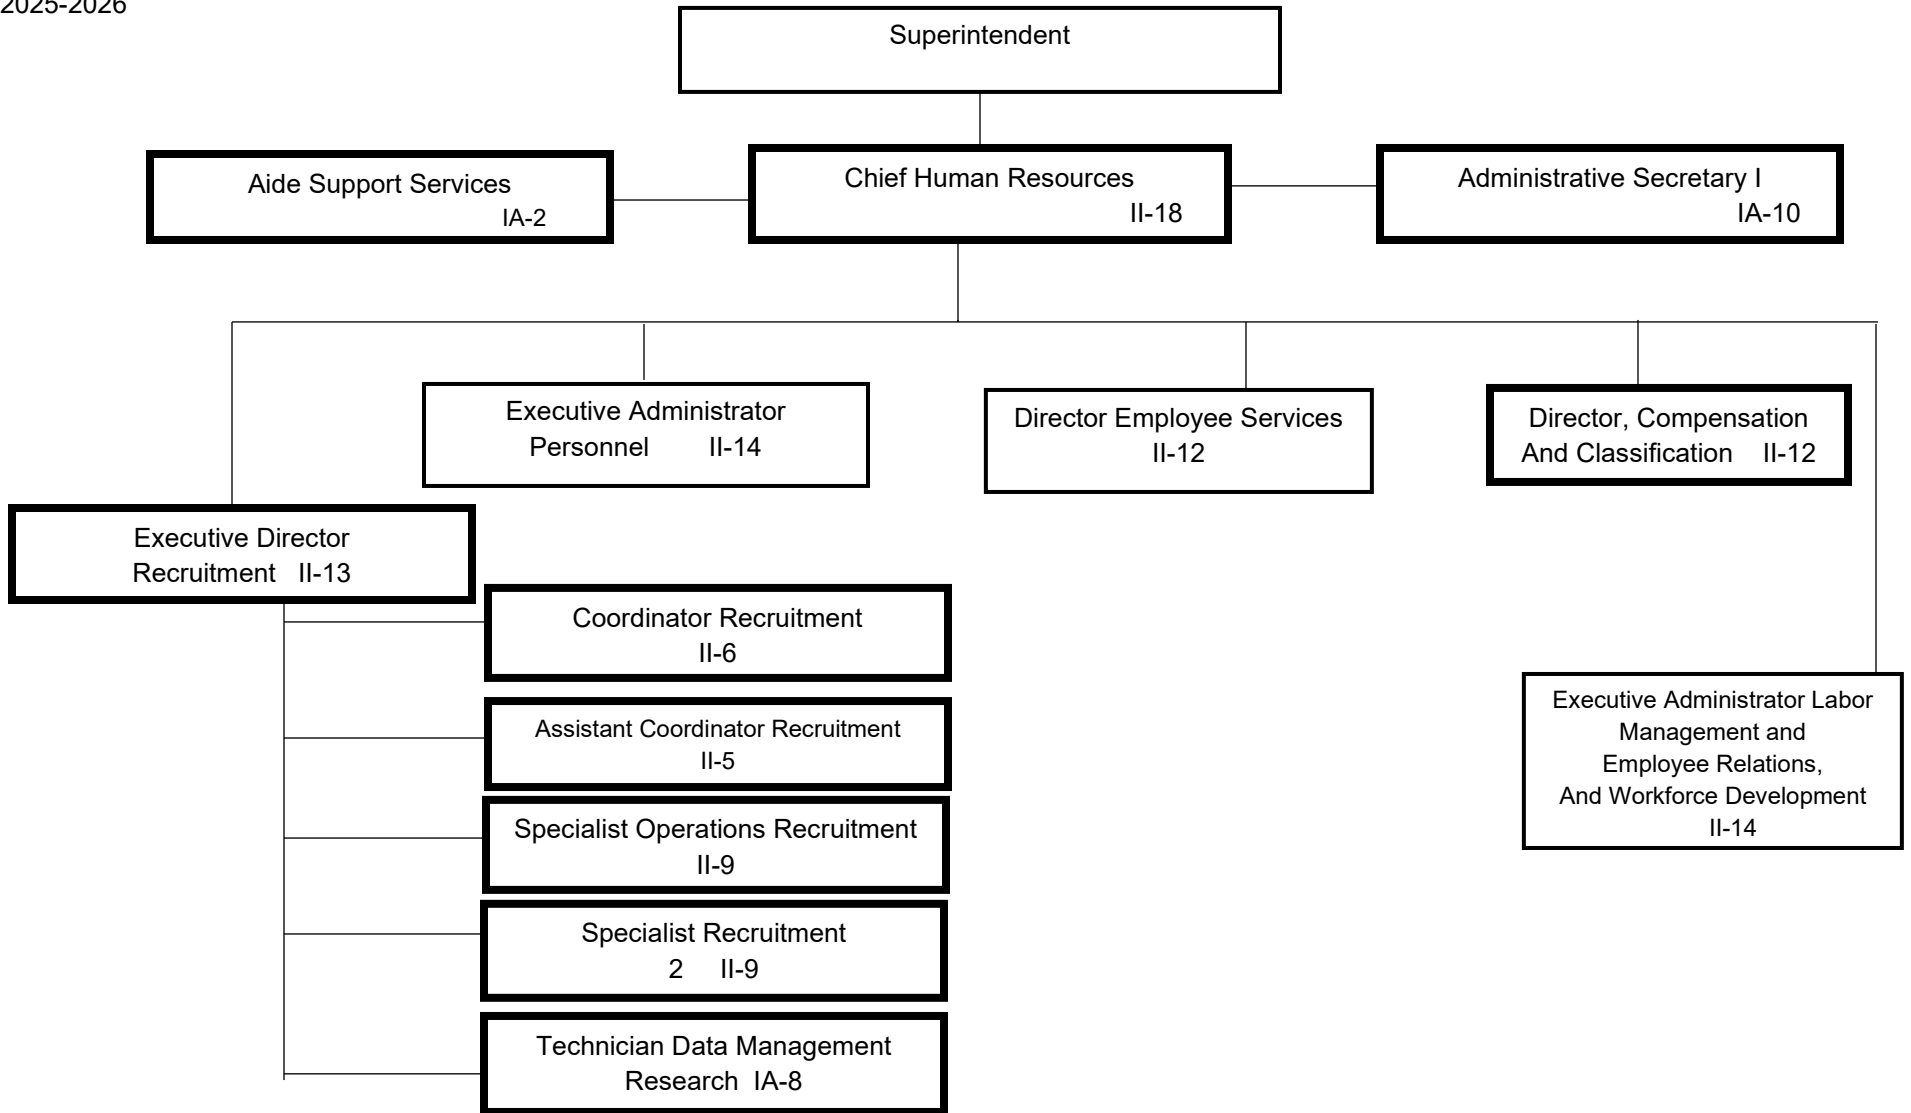 2025-2026
Superintendent
Aide Support Services
IA-2
Chief Human Resources
II-18
Administrative Secretary I
IA-10
Executive Administrator
Personnel II-14
Director Employee Services
II-12
Director, Compensation
And Classification II-12
Executive Director
Recruitment II-13
Coordinator Recruitment
II-6
Assistant Coordinator Recruitment
II-5
Specialist Operations Recruitment
II-9
Specialist Recruitment
2 II-9
Technician Data Management
Research IA-8
Executive Administrator Labor
Management and
Employee Relations,
And Workforce Development
II-14